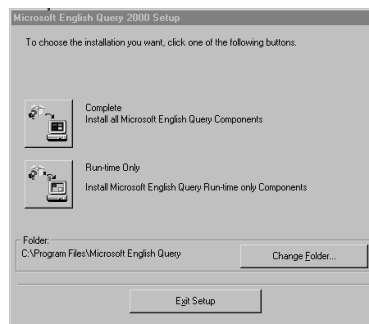 Microsoft English Query 2000 Setup
To choose the installation you want, click one of the following buttons.
Complete
Install all Microsoft English Query Components
Run-time Only
Install Microsoft English Query Run-time only Components
Folder:
C:\Program Files\Microsoft English Query
Change Folder...
Exit Setup